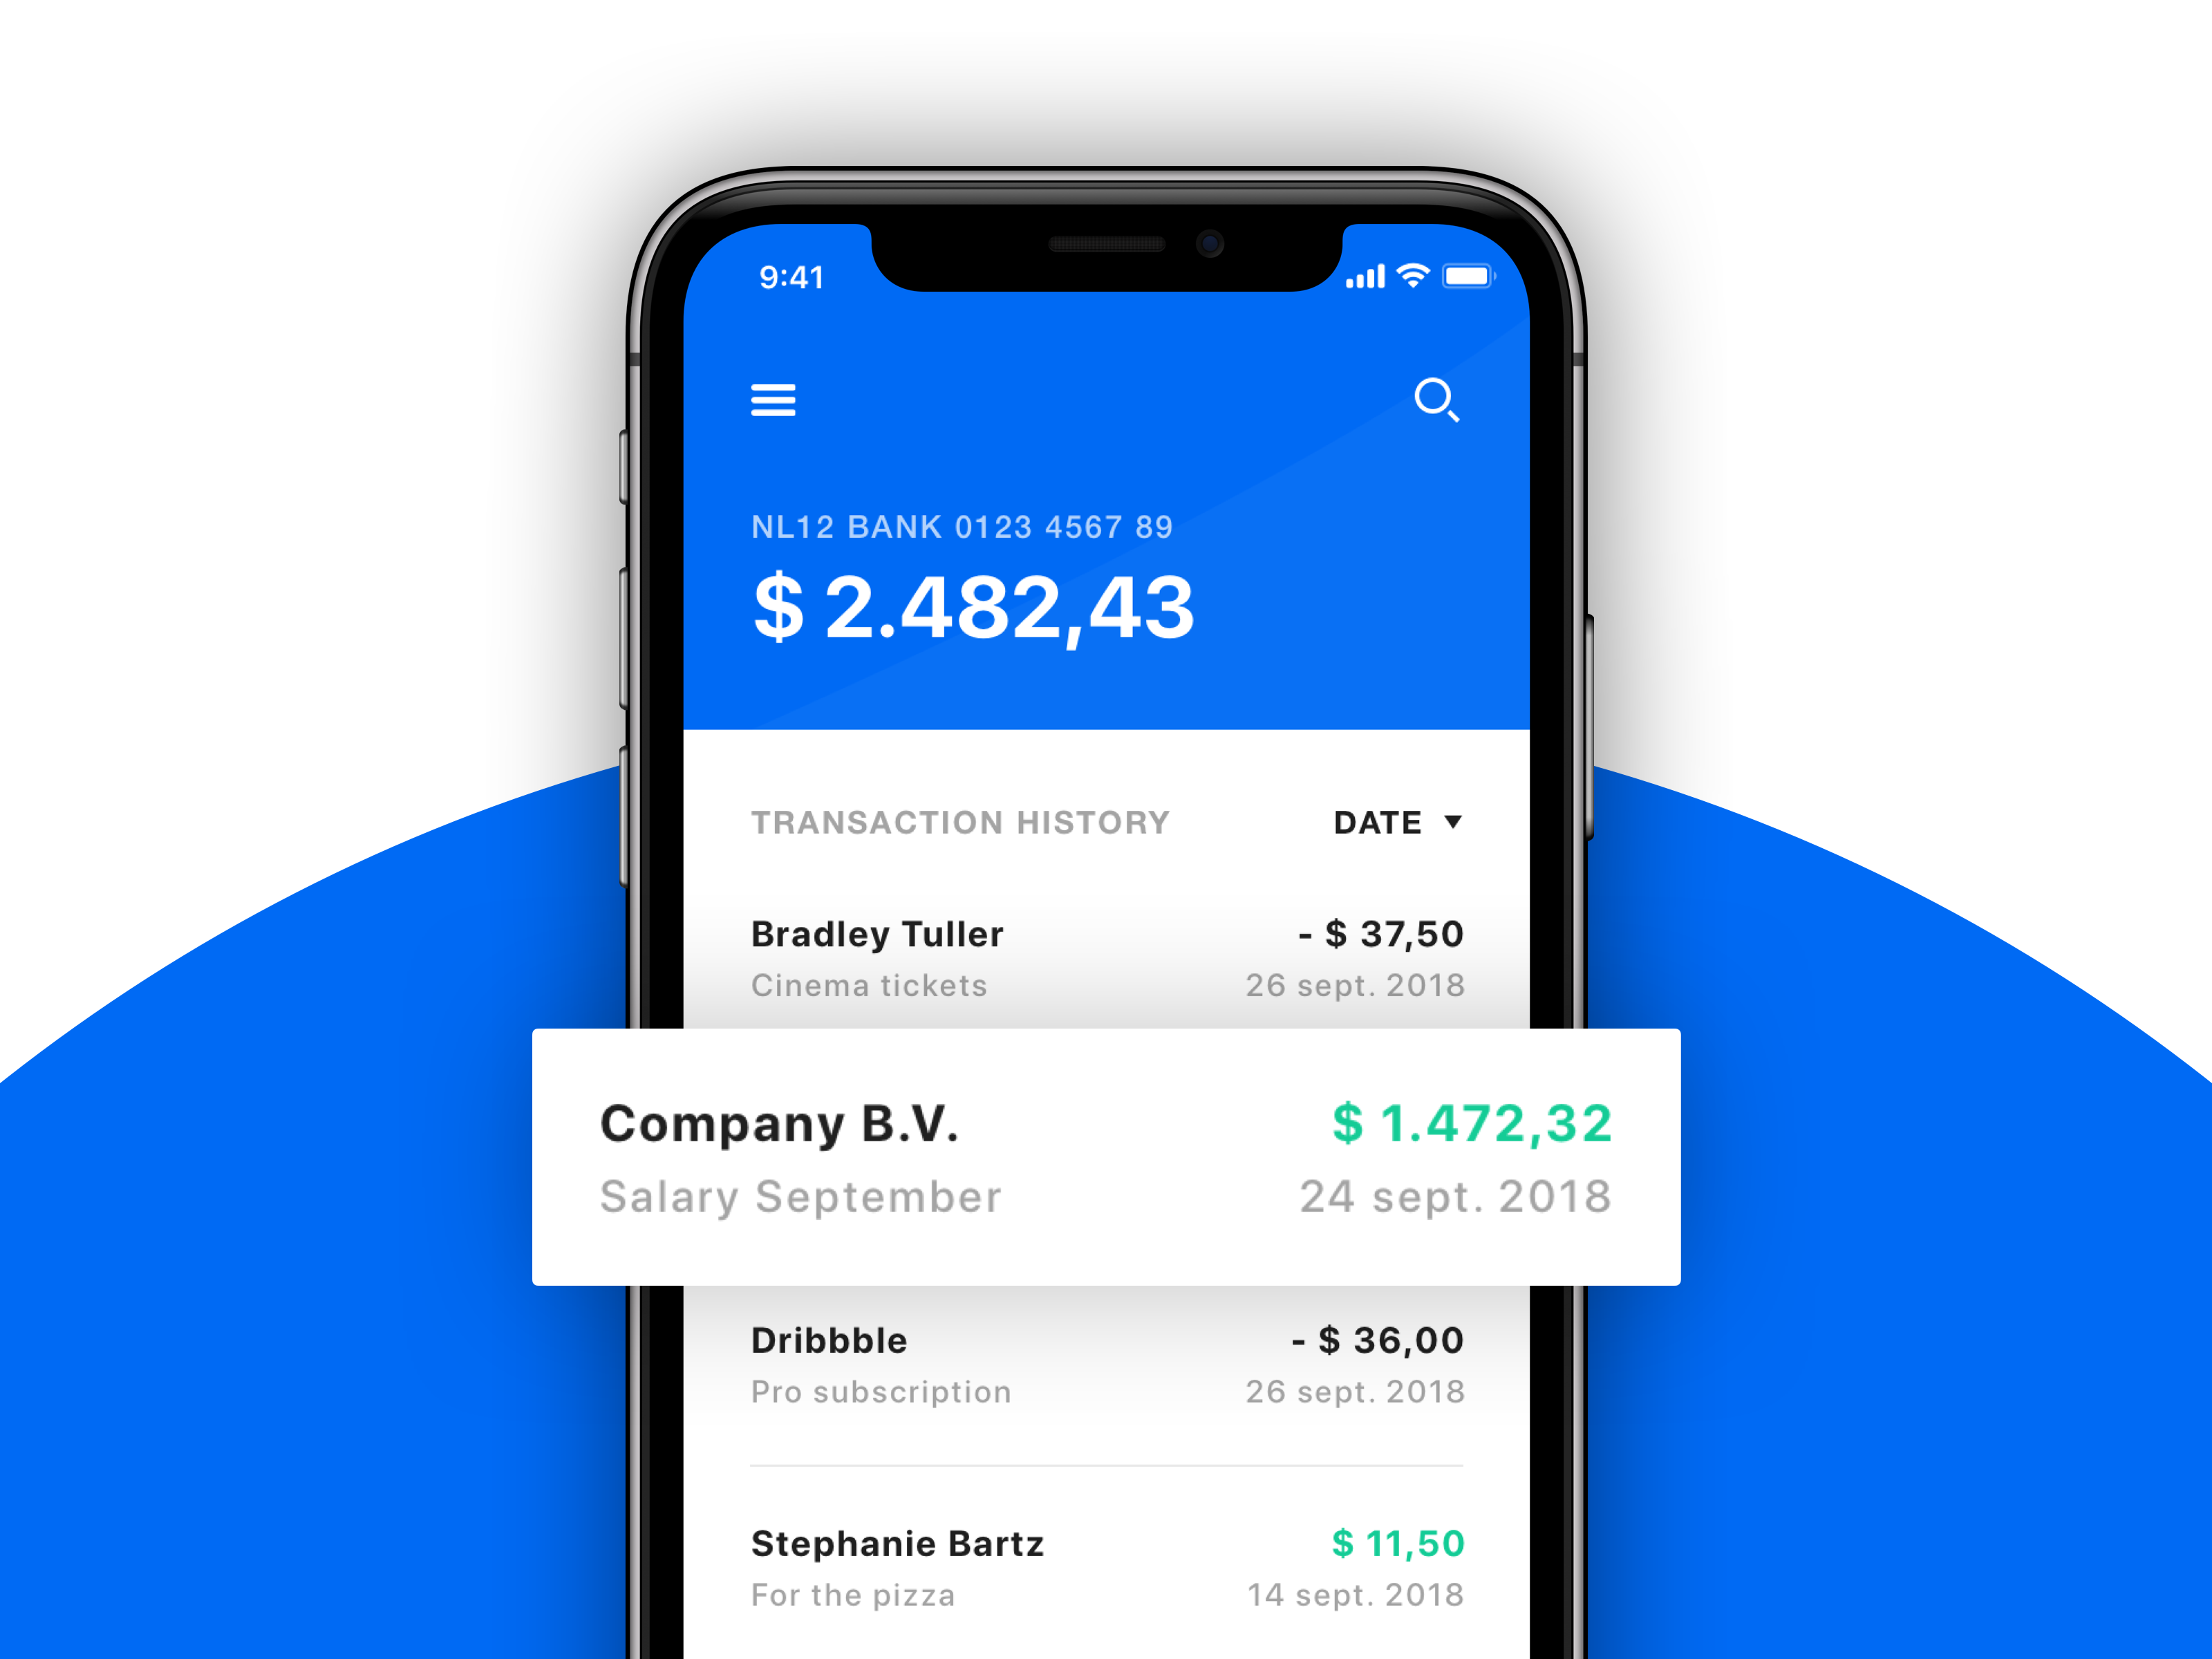 9:41
NL12 BANK 0123 4567 89
$ 2.482,43
TRANSACTION HISTORY DATE
Bradley Tuller - $ 37,50
Cinema tickets 26 sept. 2018
Company B.V. $ 1.472,32
Salary September 24 sept. 2018
Dribbble - $ 36,00
Pro subscription 26 sept. 2018
Stephanie Bartz $ 11,50
For the pizza 14 sept. 2018